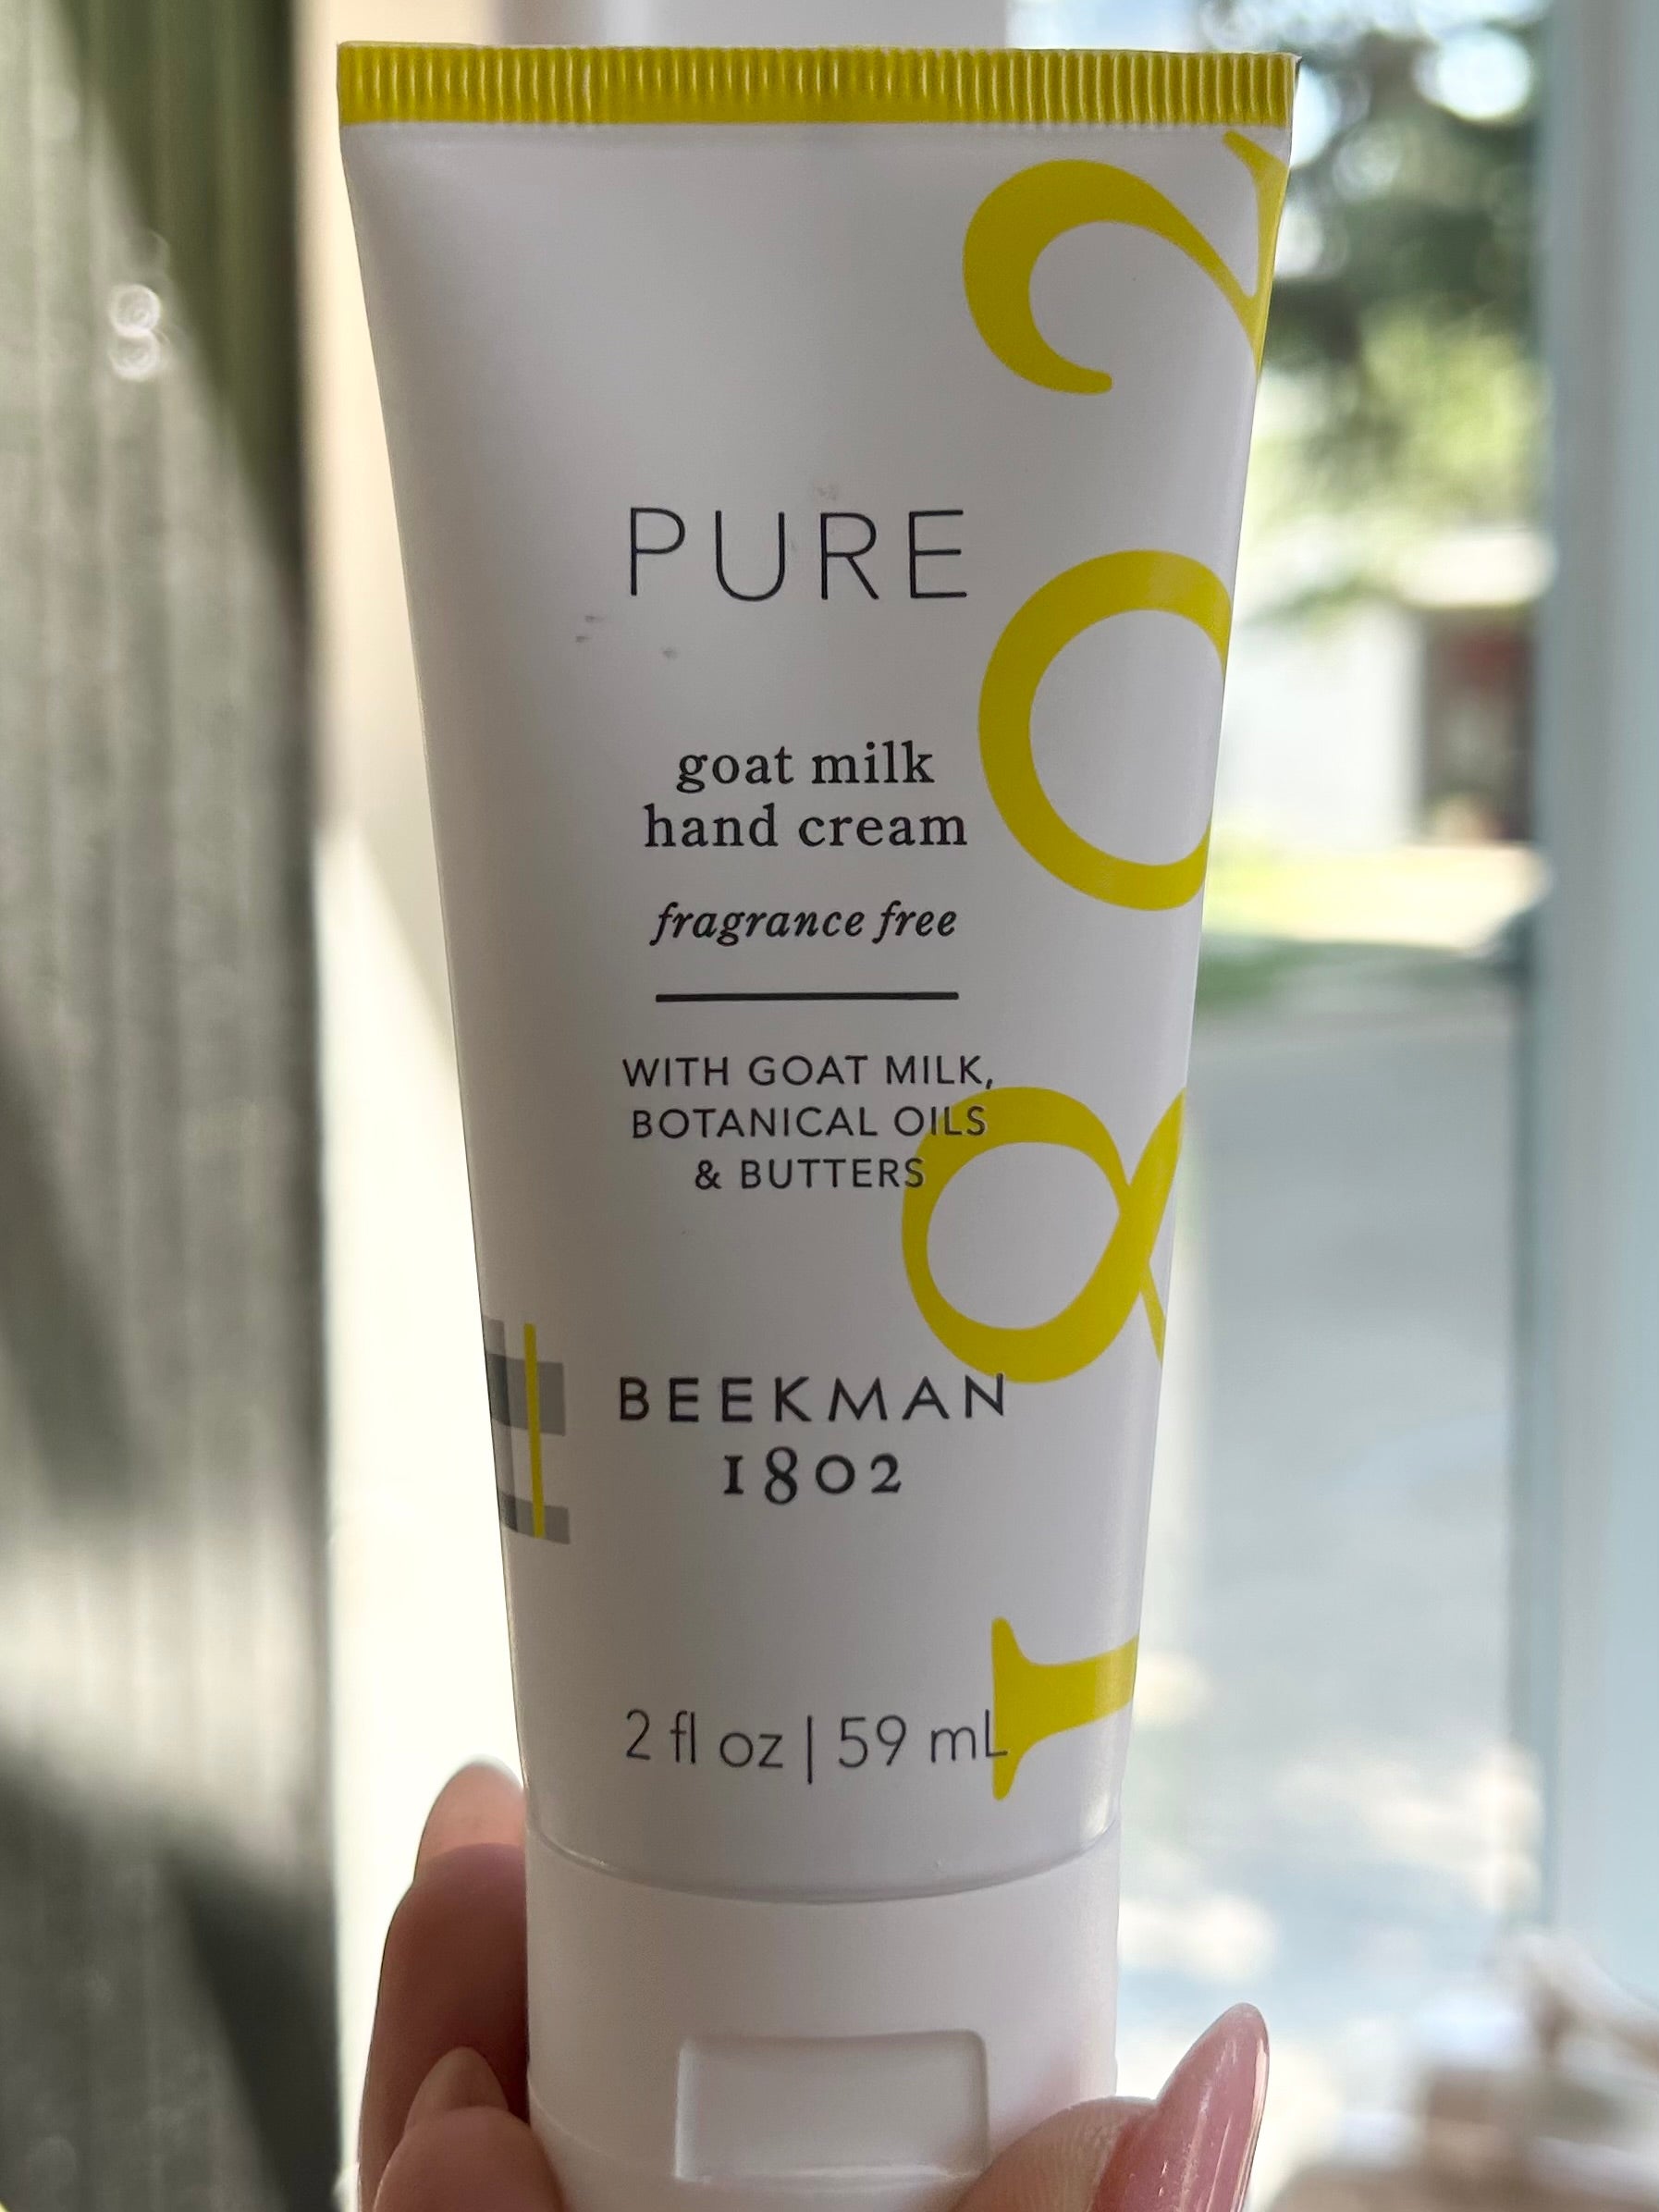 PURE
goat milk
hand cream
fragrance free
WITH GOAT MILK,
BOTANICAL OILS
& BUTTERS
BEEKMAN
1802
2 fl oz | 59 mL
1802